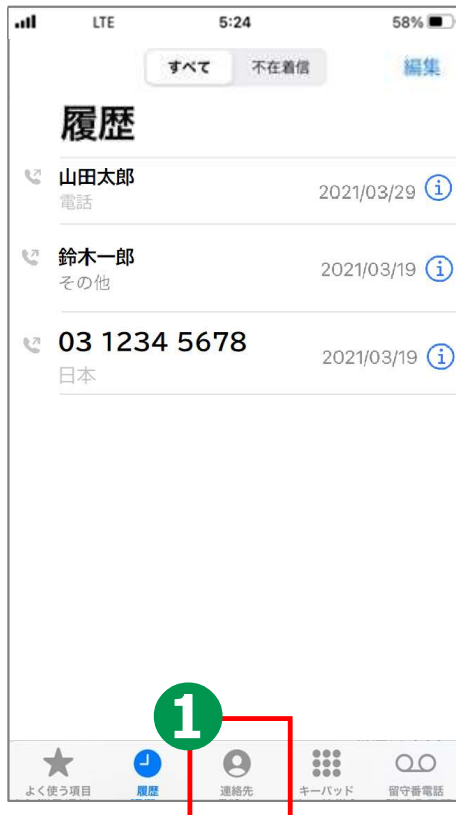 LTE 5:24 58%
すべて 不在着信 編集
履歴
山田太郎
電話 2021/03/29
鈴木一郎
その他 2021/03/19
03 1234 5678
日本 2021/03/19
1
よく使う項目 履歴 連絡先 キーパッド 留守番電話